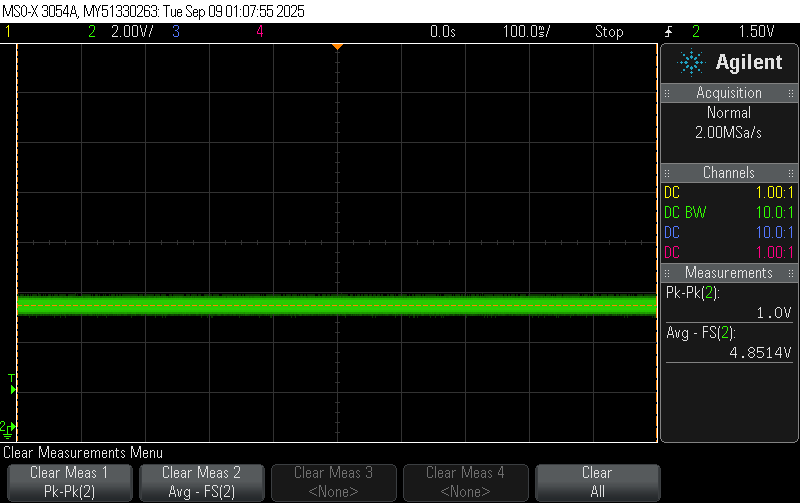 MSO-X 3054A, MY51330263: Tue Sep 09 01:07:55 2025
1 2 2.00V/ 3 4 0.0s 100.0ms/ Stop 2 1.50V
Agilent
Acquisition
Normal
2.00MSa/s
Channels
DC 1.00:1
DC BW 10.0:1
DC 10.0:1
DC 1.00:1
Measurements
Pk-Pk(2):
1.0V
Avg - FS(2):
4.8514V
T
2
Clear Measurements Menu
Clear Meas 1
Pk-Pk(2)
Clear Meas 2
Avg - FS(2)
Clear Meas 3
<None>
Clear Meas 4
<None>
Clear
All